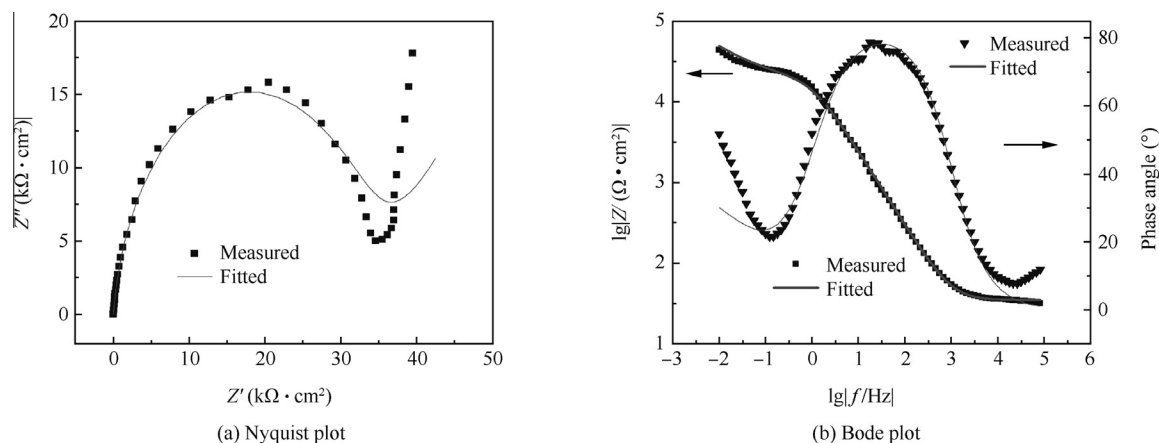 20
15
10
5
0
Z″ (kΩ · cm²)|
Measured
Fitted
0
10
20
30
40
50
Z′ (kΩ · cm²)
(a) Nyquist plot
5
4
3
2
1
lg|Z/(Ω · cm²)|
Measured
Fitted
Measured
Fitted
80
60
40
20
0
Phase angle (°)
−3
−2
−1
0
1
2
3
4
5
6
lg|f/Hz|
(b) Bode plot